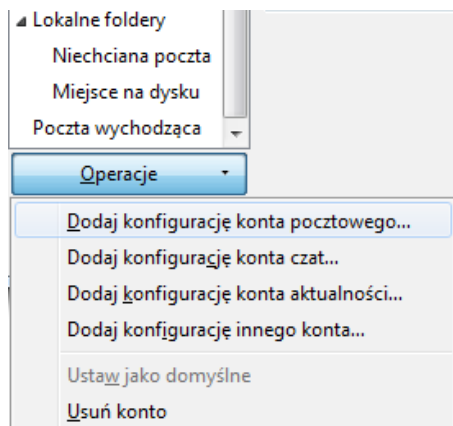 Lokalne foldery
Niechciana poczta
Miejsce na dysku
Poczta wychodząca
Operacje
Dodaj konfigurację konta pocztowego...
Dodaj konfigurację konta czat...
Dodaj konfigurację konta aktualności...
Dodaj konfigurację innego konta...
Ustaw jako domyślne
Usuń konto